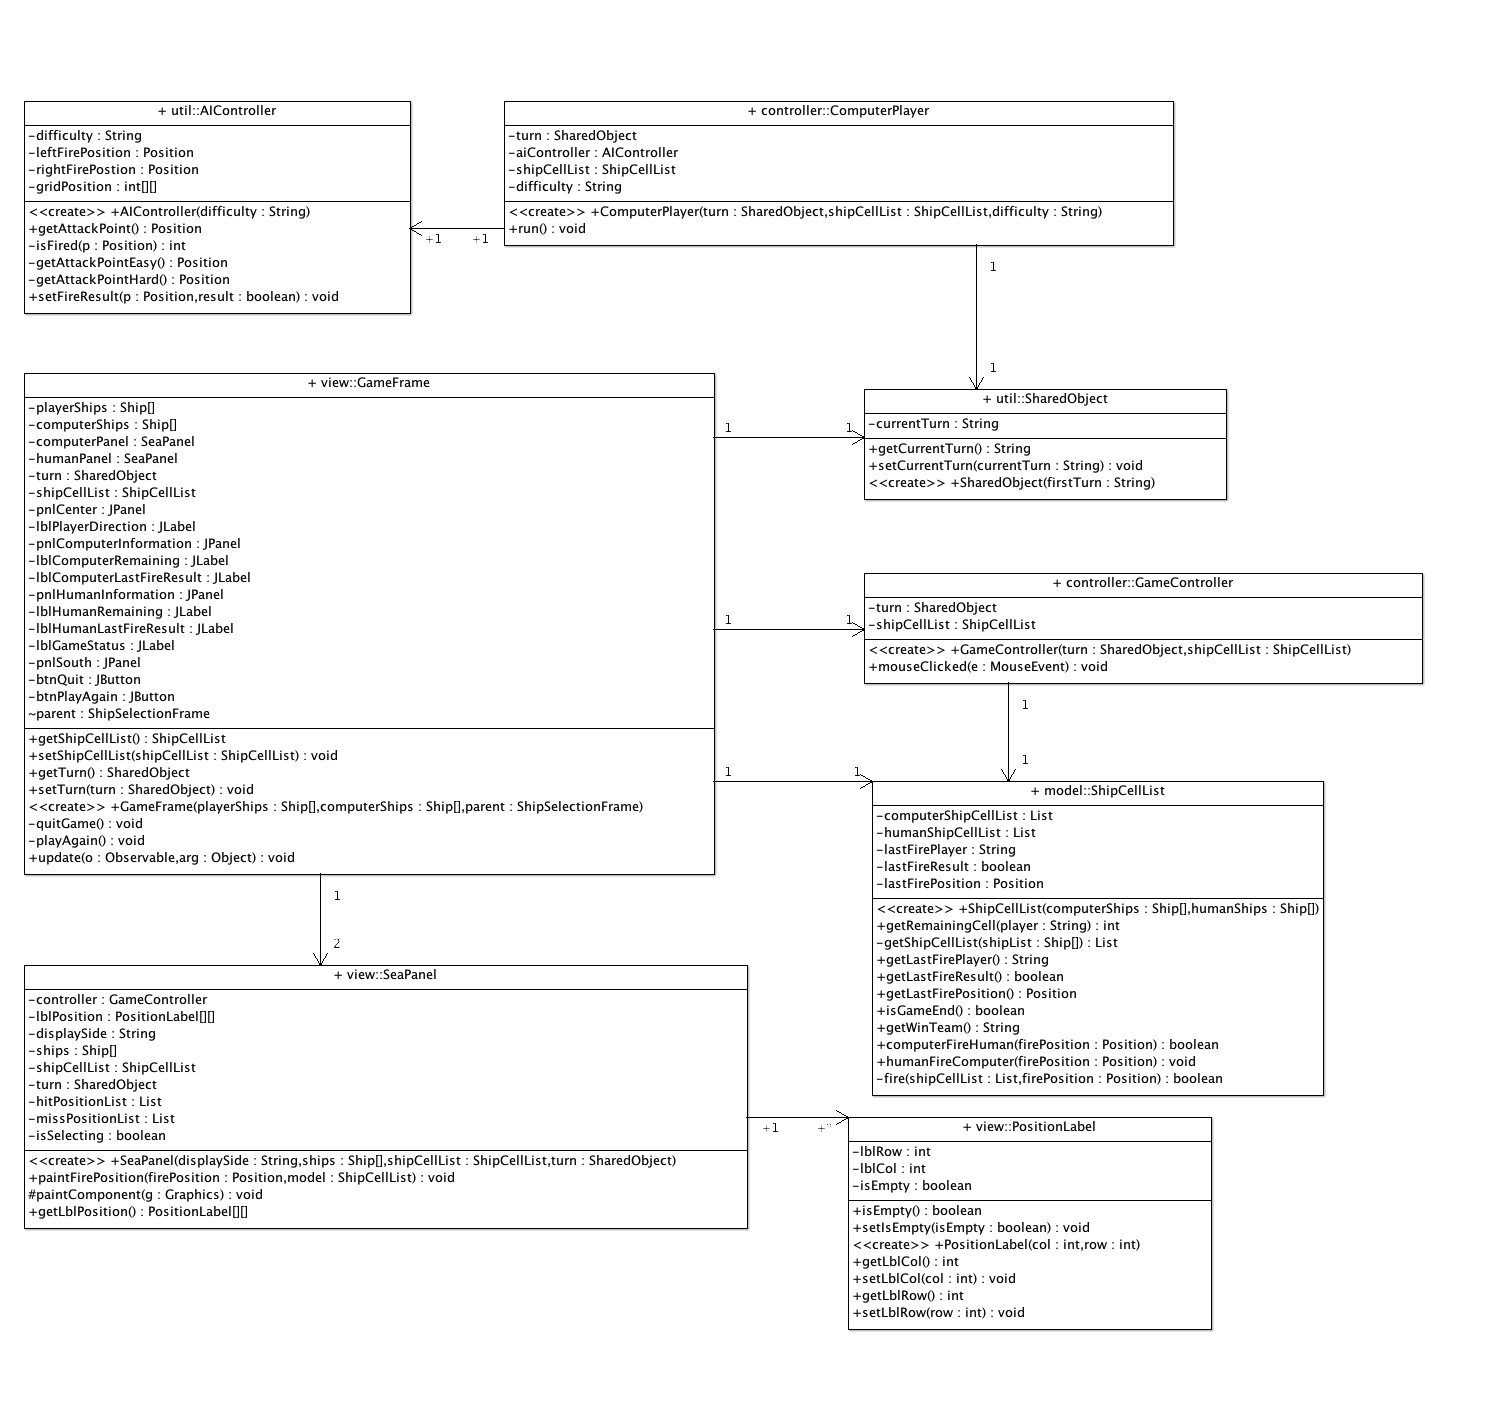 + util::AIController
-difficulty : String
-leftFirePosition : Position
-rightFirePostion : Position
-gridPosition : int[][]
<<create>> +AIController(difficulty : String)
+getAttackPoint() : Position
-isFired(p : Position) : int
-getAttackPointEasy() : Position
-getAttackPointHard() : Position
+setFireResult(p : Position,result : boolean) : void
+1 +1
+ controller::ComputerPlayer
-turn : SharedObject
-aiController : AIController
-shipCellList : ShipCellList
-difficulty : String
<<create>> +ComputerPlayer(turn : SharedObject,shipCellList : ShipCellList,difficulty : String)
+run() : void
1
1
+ view::GameFrame
-playerShips : Ship[]
-computerShips : Ship[]
-computerPanel : SeaPanel
-humanPanel : SeaPanel
-turn : SharedObject
-shipCellList : ShipCellList
-pnlCenter : JPanel
-lblPlayerDirection : JLabel
-pnlComputerInformation : JPanel
-lblComputerRemaining : JLabel
-lblComputerLastFireResult : JLabel
-pnlHumanInformation : JPanel
-lblHumanRemaining : JLabel
-lblHumanLastFireResult : JLabel
-lblGameStatus : JLabel
-pnlSouth : JPanel
-btnQuit : JButton
-btnPlayAgain : JButton
~parent : ShipSelectionFrame
+getShipCellList() : ShipCellList
+setShipCellList(shipCellList : ShipCellList) : void
+getTurn() : SharedObject
+setTurn(turn : SharedObject) : void
<<create>> +GameFrame(playerShips : Ship[],computerShips : Ship[],parent : ShipSelectionFrame)
-quitGame() : void
-playAgain() : void
+update(o : Observable,arg : Object) : void
1 1
+ util::SharedObject
-currentTurn : String
+getCurrentTurn() : String
+setCurrentTurn(currentTurn : String) : void
<<create>> +SharedObject(firstTurn : String)
1 1
+ controller::GameController
-turn : SharedObject
-shipCellList : ShipCellList
<<create>> +GameController(turn : SharedObject,shipCellList : ShipCellList)
+mouseClicked(e : MouseEvent) : void
1
1
1 1
+ model::ShipCellList
-computerShipCellList : List
-humanShipCellList : List
-lastFirePlayer : String
-lastFireResult : boolean
-lastFirePosition : Position
<<create>> +ShipCellList(computerShips : Ship[],humanShips : Ship[])
+getRemainingCell(player : String) : int
-getShipCellList(shipList : Ship[]) : List
+getLastFirePlayer() : String
+getLastFireResult() : boolean
+getLastFirePosition() : Position
+isGameEnd() : boolean
+getWinTeam() : String
+computerFireHuman(firePosition : Position) : boolean
+humanFireComputer(firePosition : Position) : void
-fire(shipCellList : List,firePosition : Position) : boolean
1
2
+ view::SeaPanel
-controller : GameController
-lblPosition : PositionLabel[][]
-displaySide : String
-ships : Ship[]
-shipCellList : ShipCellList
-turn : SharedObject
-hitPositionList : List
-missPositionList : List
-isSelecting : boolean
<<create>> +SeaPanel(displaySide : String,ships : Ship[],shipCellList : ShipCellList,turn : SharedObject)
+paintFirePosition(firePosition : Position,model : ShipCellList) : void
#paintComponent(g : Graphics) : void
+getLblPosition() : PositionLabel[][]
+1 +*
+ view::PositionLabel
-lblRow : int
-lblCol : int
-isEmpty : boolean
+isEmpty() : boolean
+setIsEmpty(isEmpty : boolean) : void
<<create>> +PositionLabel(col : int,row : int)
+getLblCol() : int
+setLblCol(col : int) : void
+getLblRow() : int
+setLblRow(row : int) : void